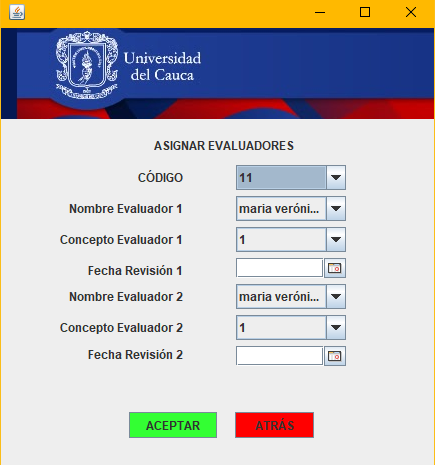 Universidad
del Cauca
ASIGNAR EVALUADORES
CÓDIGO 11
Nombre Evaluador 1 maria veróni...
Concepto Evaluador 1 1
Fecha Revisión 1
Nombre Evaluador 2 maria veróni...
Concepto Evaluador 2 1
Fecha Revisión 2
ACEPTAR ATRÁS